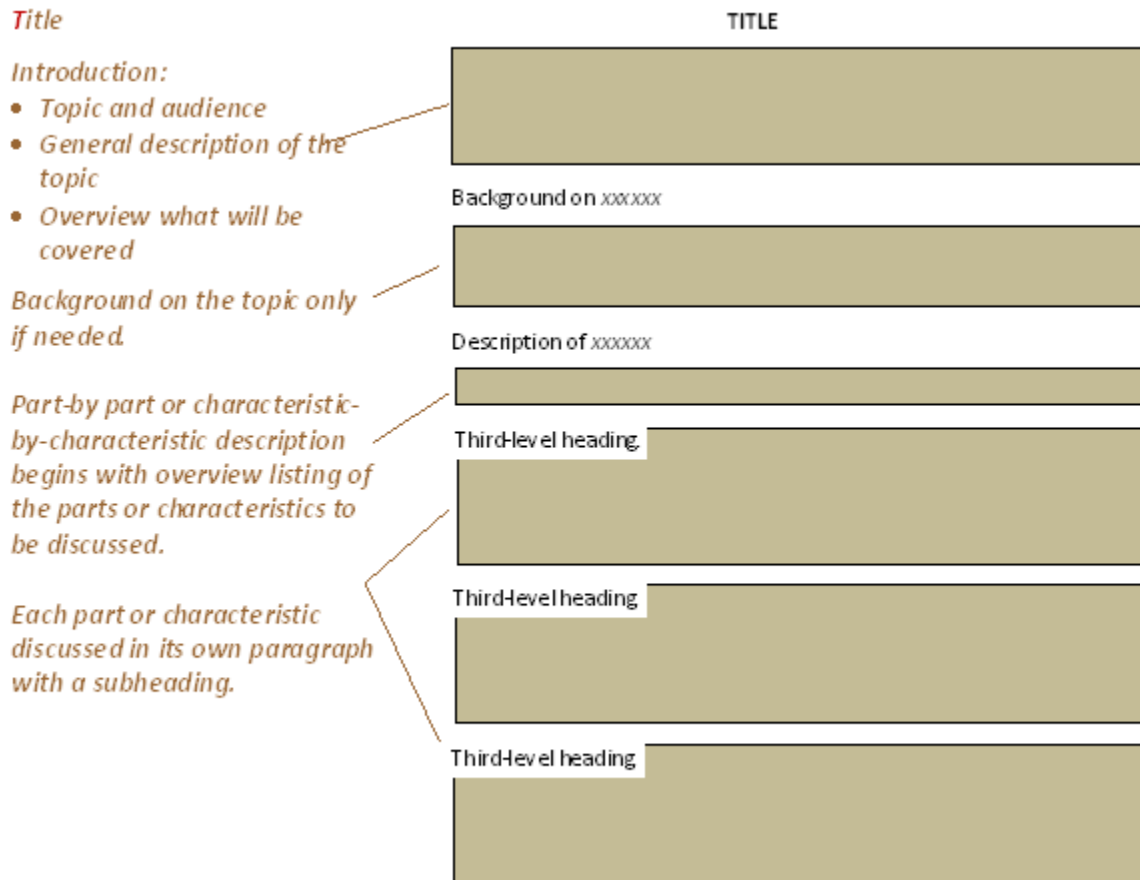 Title
Introduction:
• Topic and audience
• General description of the
topic
• Overview what will be
covered
Background on the topic only
if needed.
Part-by part or characteristic-
by-characteristic description
begins with overview listing of
the parts or characteristics to
be discussed.
Each part or characteristic
discussed in its own paragraph
with a subheading.
TITLE
Background on xxxxxx
Description of xxxxxx
Third-level heading.
Third-level heading
Third-level heading